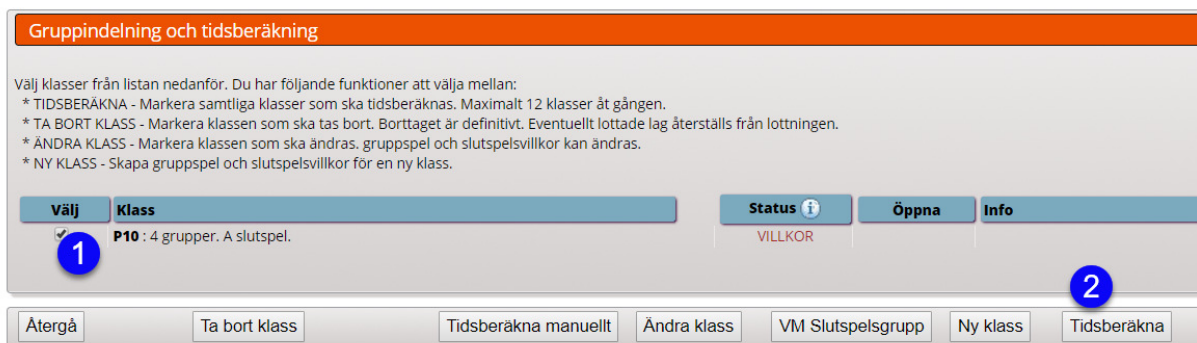 Gruppindelning och tidsberäkning
Välj klasser från listan nedanför. Du har följande funktioner att välja mellan:
* TIDSBERÄKNA - Markera samtliga klasser som ska tidsberäknas. Maximalt 12 klasser åt gången.
* TA BORT KLASS - Markera klassen som ska tas bort. Borttaget är definitivt. Eventuellt lottade lag återställs från lottningen.
* ÄNDRA KLASS - Markera klassen som ska ändras. gruppspel och slutspelsvillkor kan ändras.
* NY KLASS - Skapa gruppspel och slutspelsvillkor för en ny klass.
Välj Klass Status i Öppna Info
P10 : 4 grupper. A slutspel. VILLKOR
1
2
Återgå Ta bort klass Tidsberäkna manuellt Ändra klass VM Slutspelsgrupp Ny klass Tidsberäkna